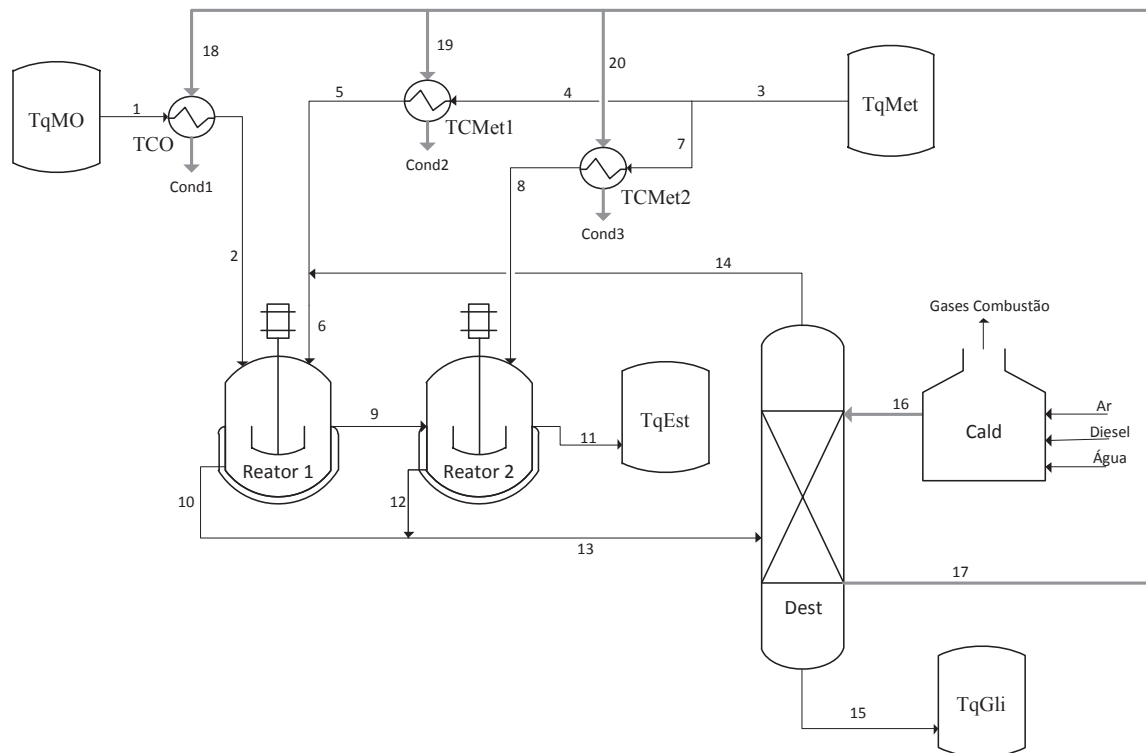 18
19
20
TqMO
1
TCO
Cond1
5
TCMet1
Cond2
4
3
TqMet
7
8
TCMet2
Cond3
2
14
6
Gases Combustão
9
TqEst
16
Cald
Ar
Diesel
Água
Reator 1
Reator 2
11
10
12
13
17
Dest
15
TqGli